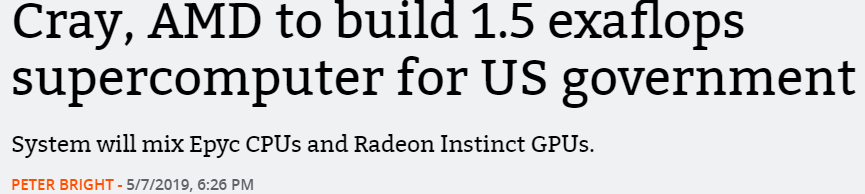 Cray, AMD to build 1.5 exaflops
supercomputer for US government
System will mix Epyc CPUs and Radeon Instinct GPUs.
PETER BRIGHT - 5/7/2019, 6:26 PM